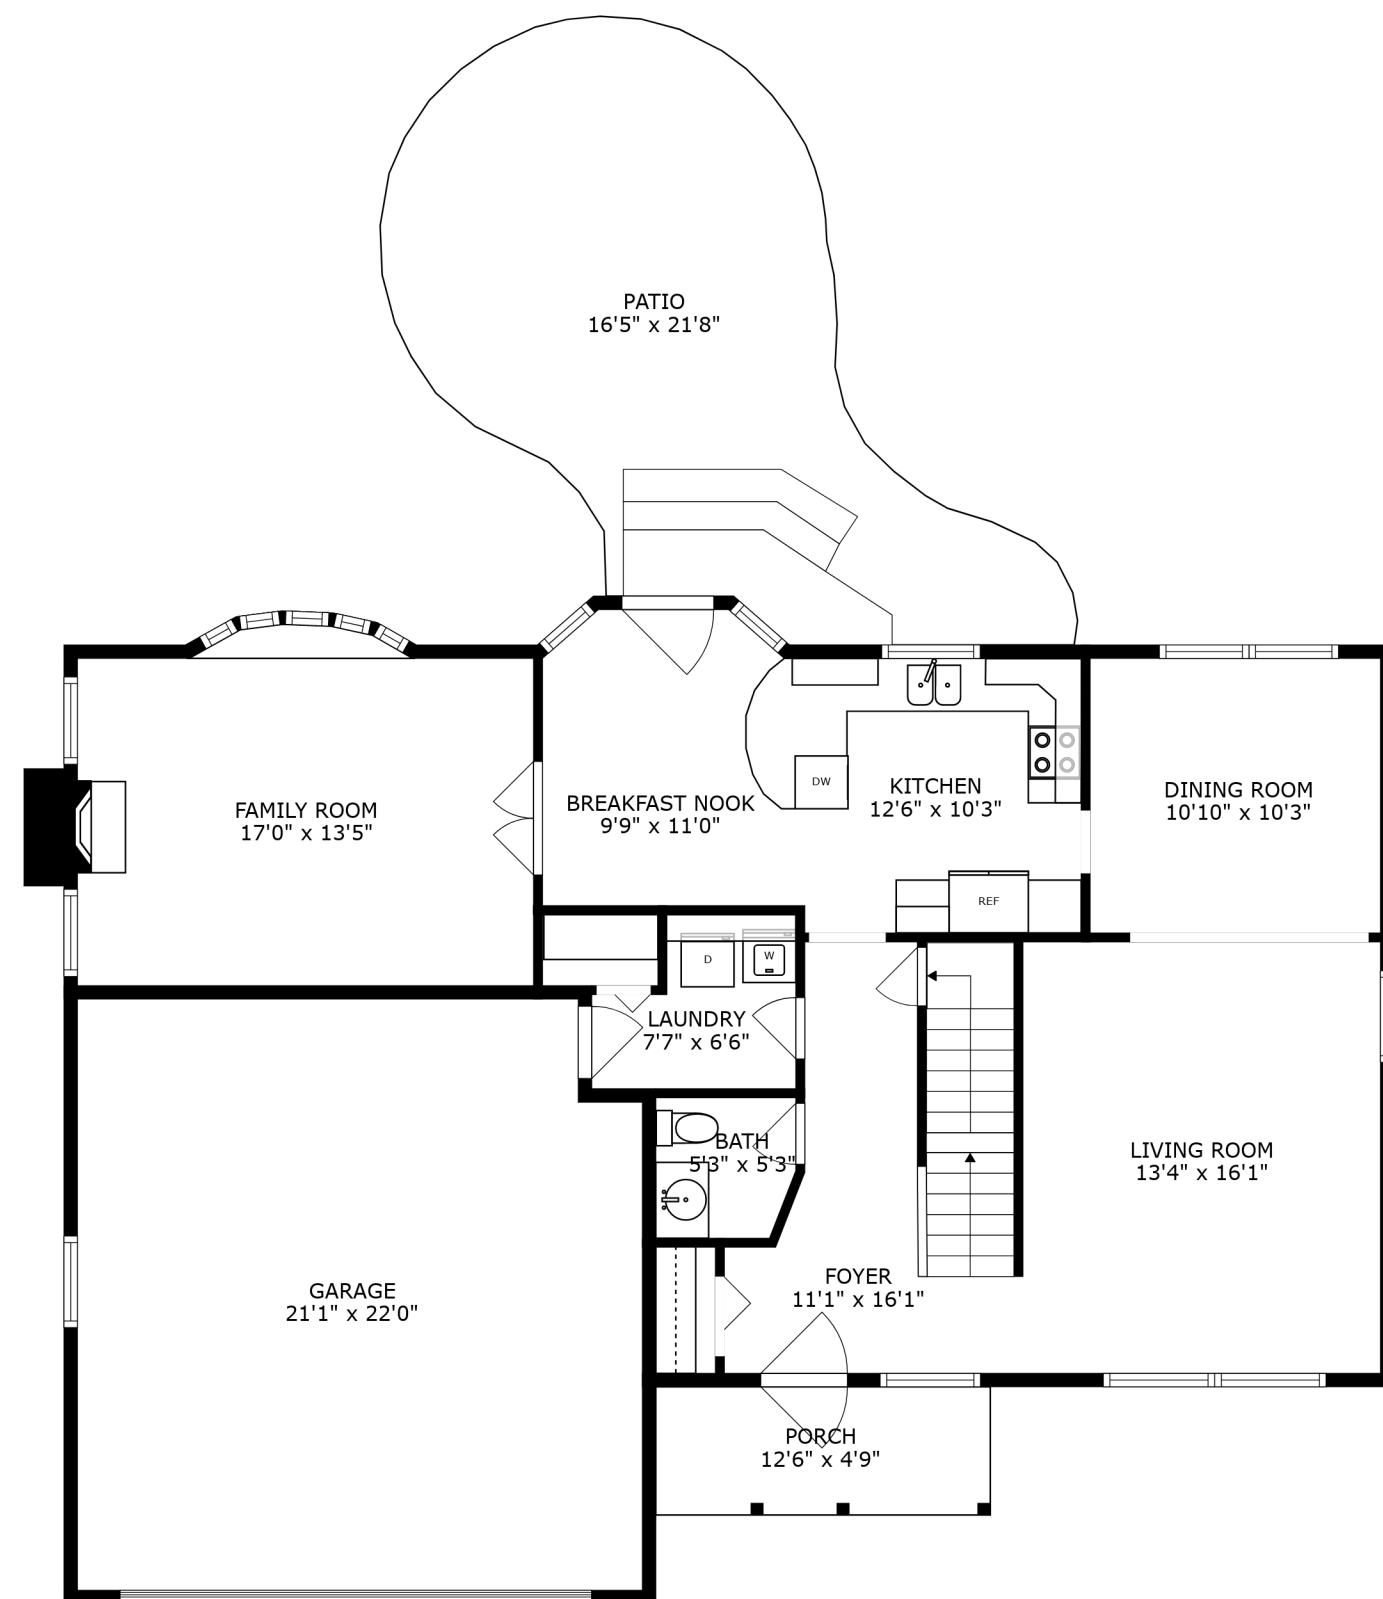 PATIO
16'5" x 21'8"
FAMILY ROOM
17'0" x 13'5"
BREAKFAST NOOK
9'9" x 11'0"
DW
KITCHEN
12'6" x 10'3"
DINING ROOM
10'10" x 10'3"
REF
D
W
LAUNDRY
7'7" x 6'6"
BATH
5'3" x 5'3"
LIVING ROOM
13'4" x 16'1"
GARAGE
21'1" x 22'0"
FOYER
11'1" x 16'1"
PORCH
12'6" x 4'9"